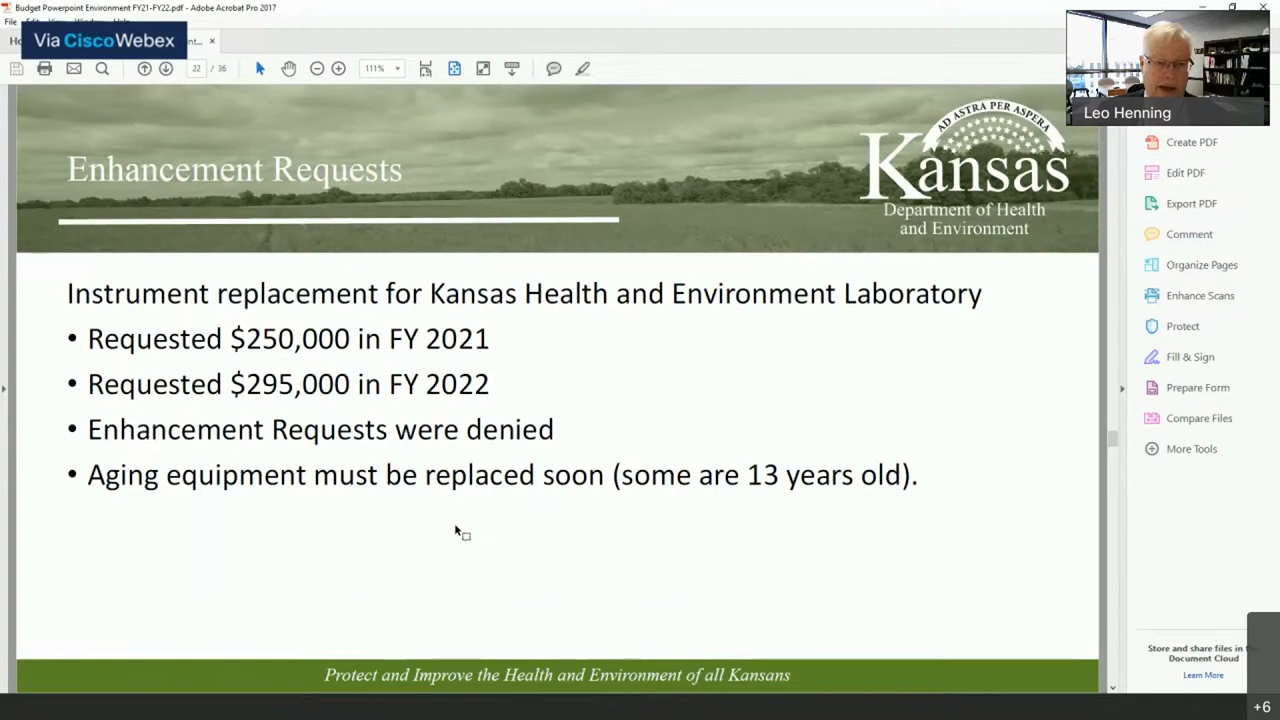 Budget Powerpoint Environment FY21-FY22.pdf - Adobe Acrobat Pro 2017
File
Via CiscoWebex
22 / 36
111%
Leo Henning
Enhancement Requests
AD ASTRA PER ASPERA
Kansas
Department of Health
and Environment
Instrument replacement for Kansas Health and Environment Laboratory
• Requested $250,000 in FY 2021
• Requested $295,000 in FY 2022
• Enhancement Requests were denied
• Aging equipment must be replaced soon (some are 13 years old).
Protect and Improve the Health and Environment of all Kansans
Create PDF
Edit PDF
Export PDF
Comment
Organize Pages
Enhance Scans
Protect
Fill & Sign
Prepare Form
Compare Files
More Tools
Store and share files in
Document Cloud
Learn More
+6